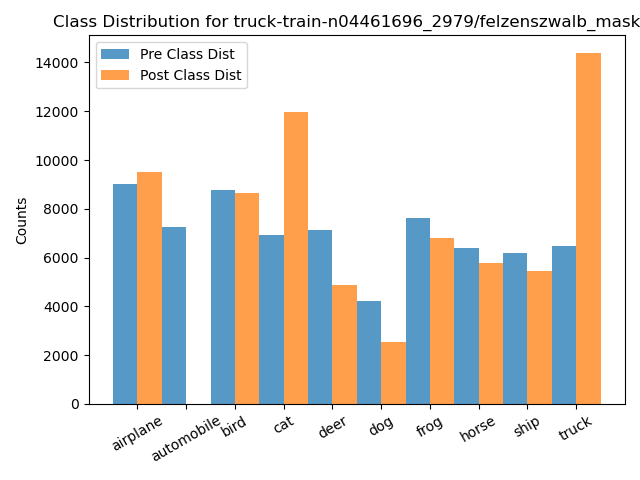 Class Distribution for truck-train-n04461696_2979/felzenszwalb_mask
Pre Class Dist
Post Class Dist
Counts
14000
12000
10000
8000
6000
4000
2000
0
airplane
automobile
bird
cat
deer
dog
frog
horse
ship
truck